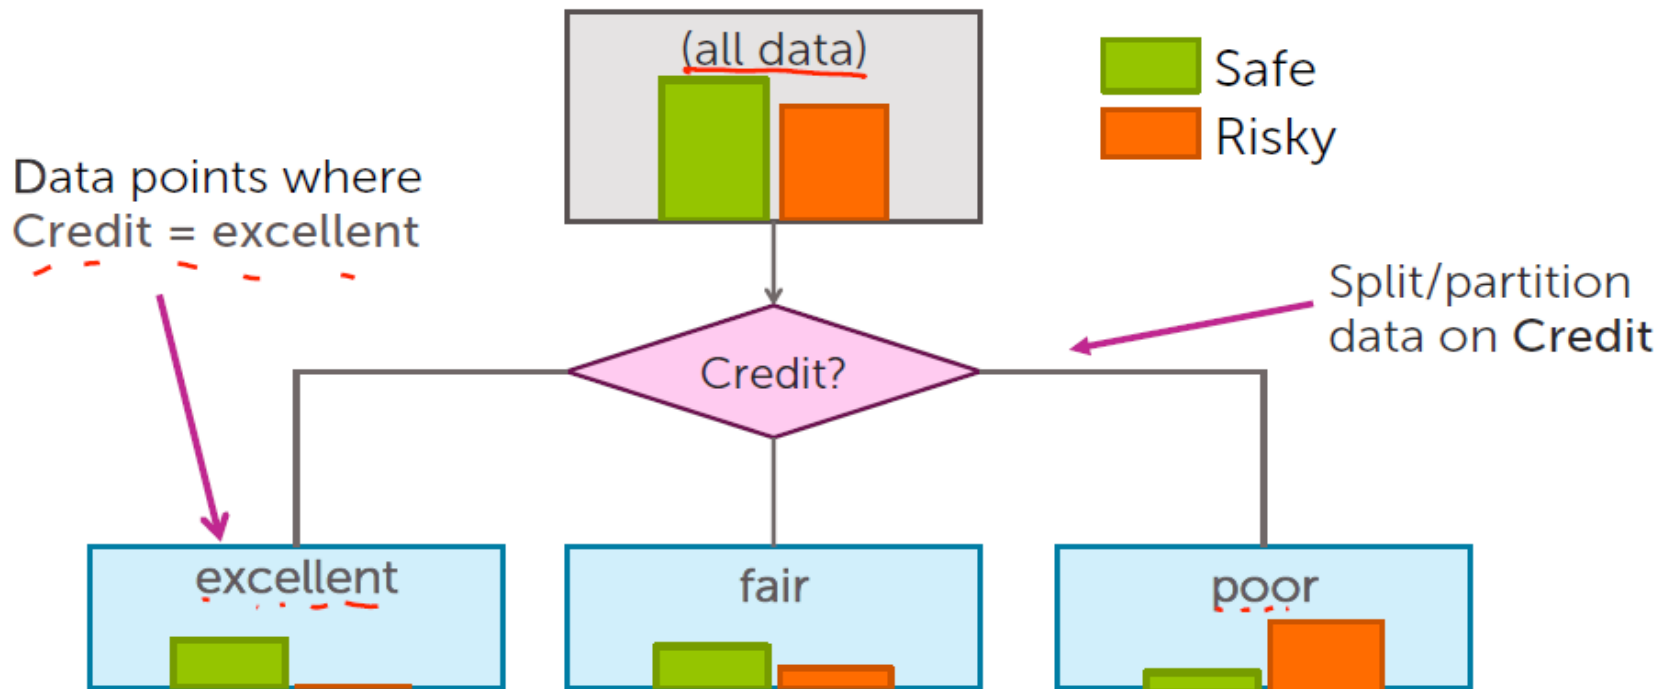 (all data)
Safe
Risky
Data points where
Credit = excellent
Split/partition
data on Credit
Credit?
excellent
fair
poor